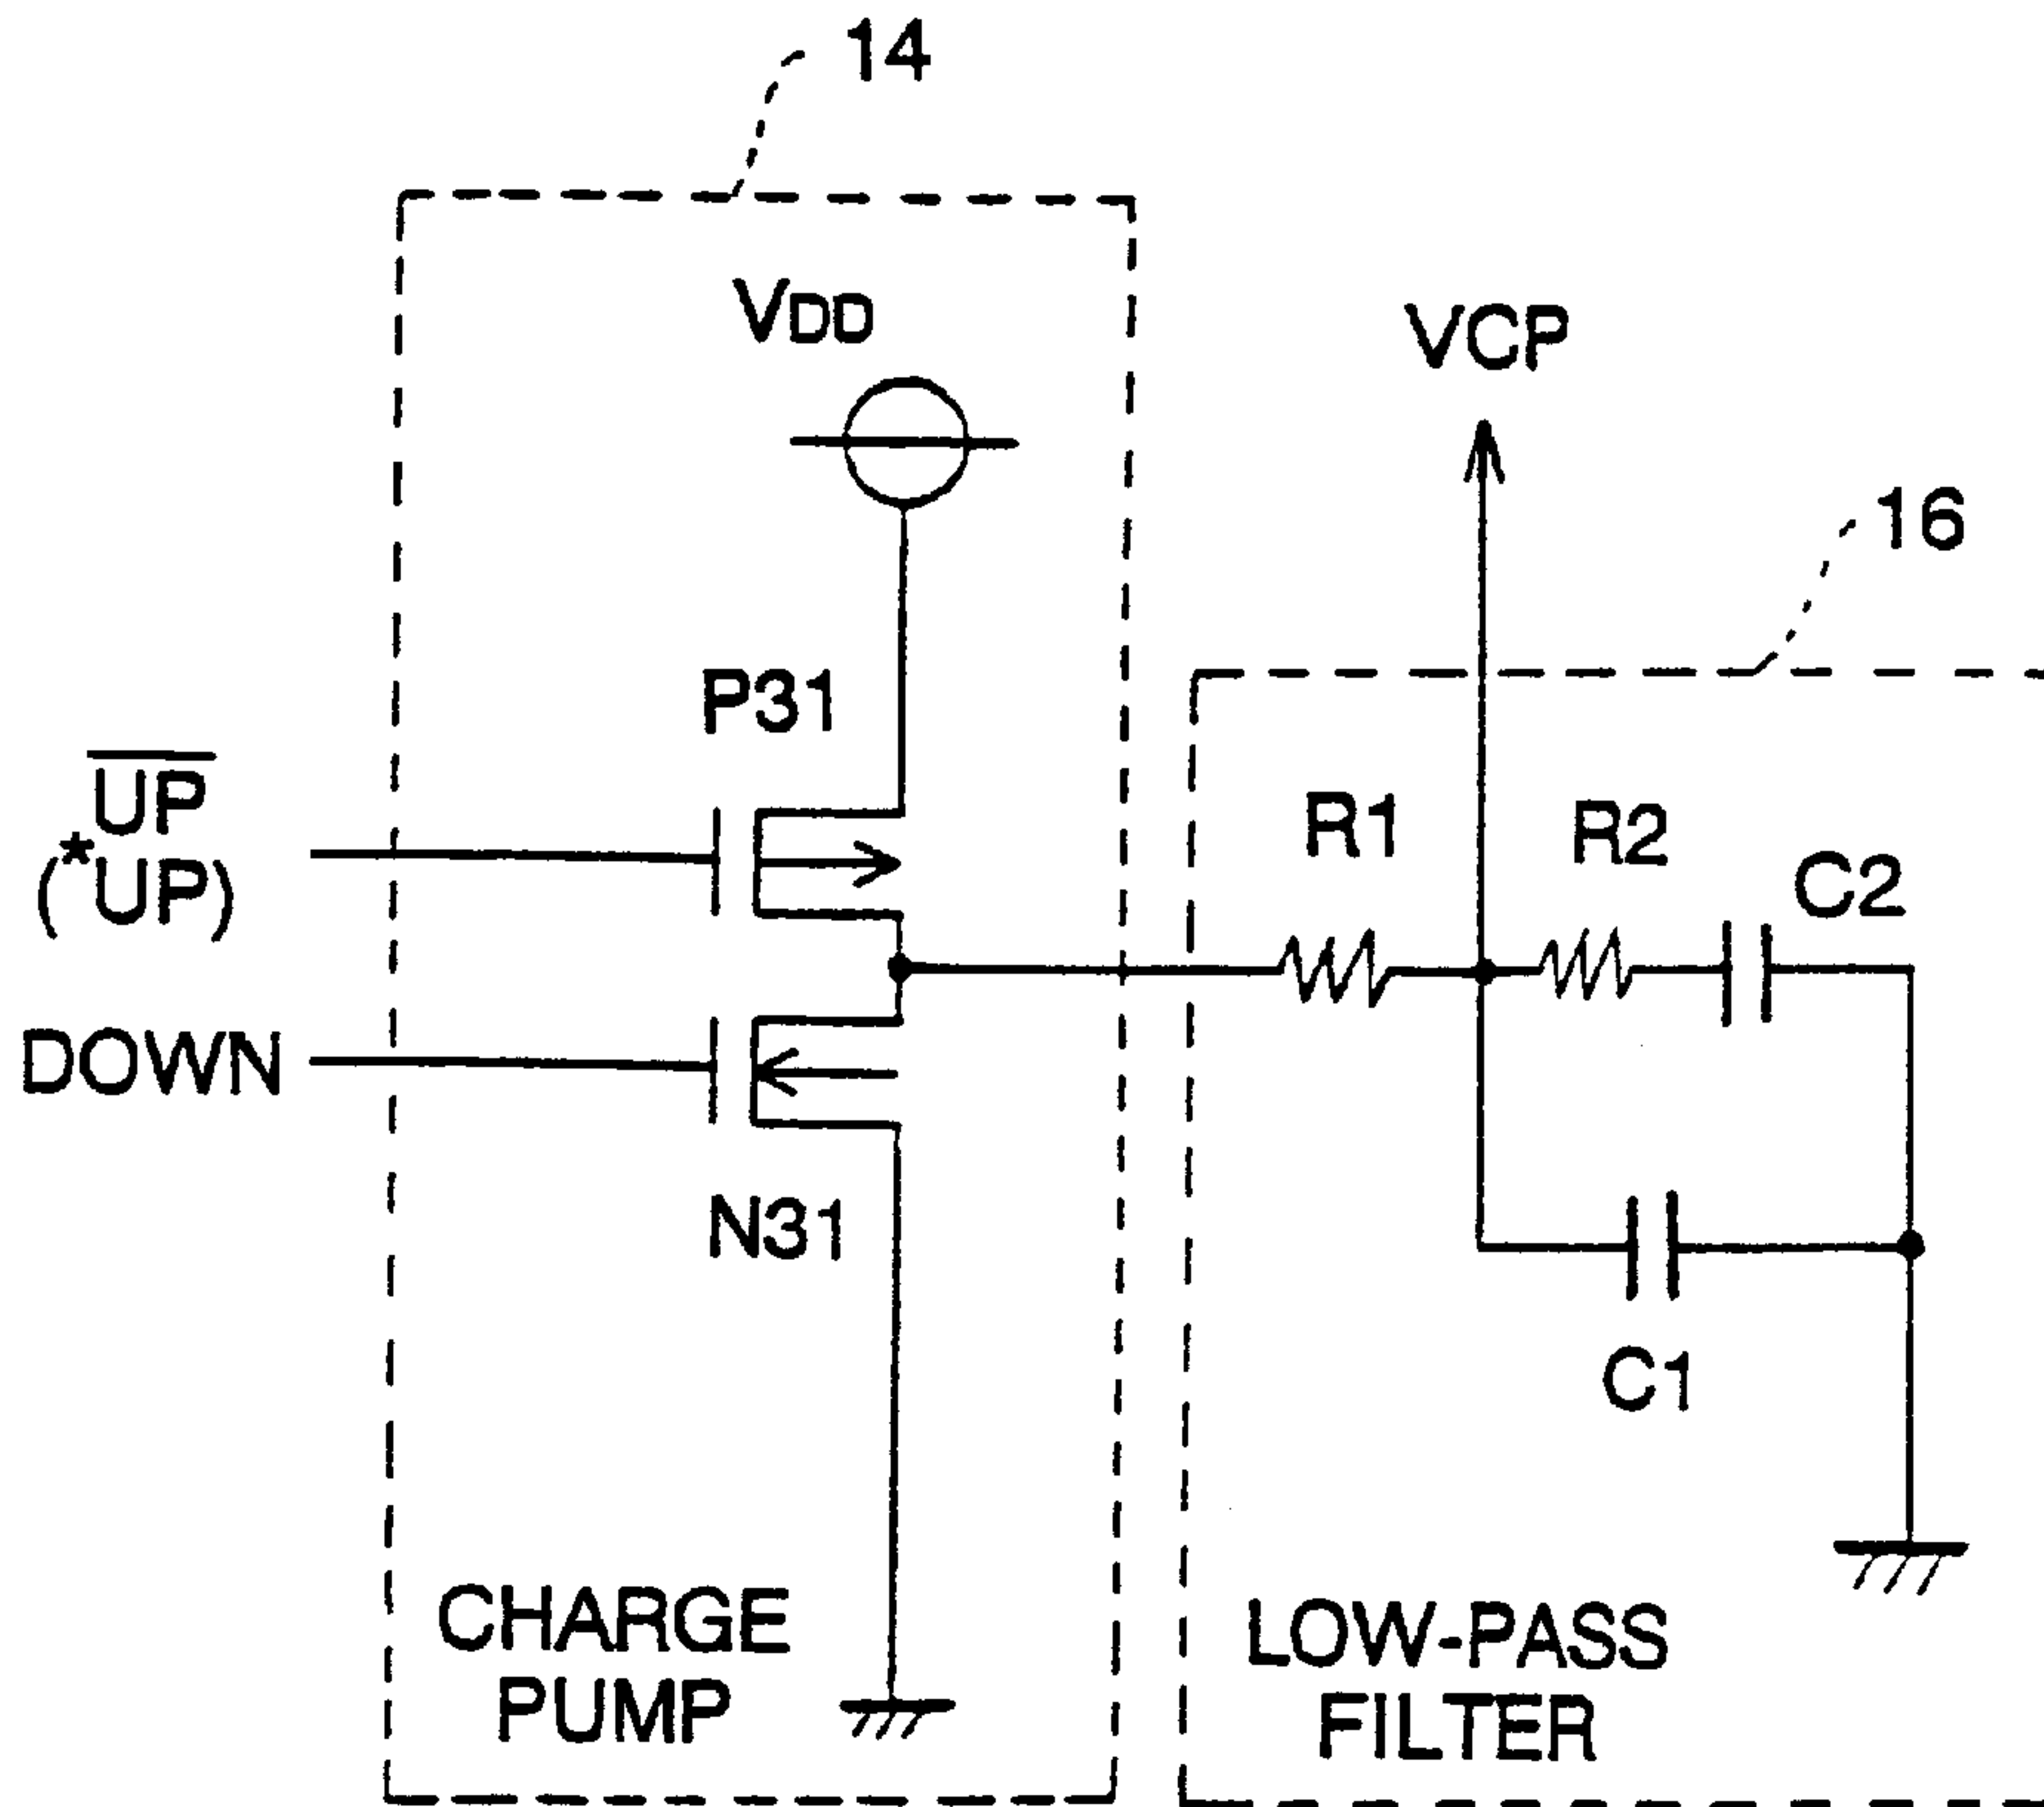 14
VDD
VCP
16
P31
UP
(*UP)
R1
R2
C2
DOWN
N31
C1
CHARGE
PUMP
LOW-PASS
FILTER